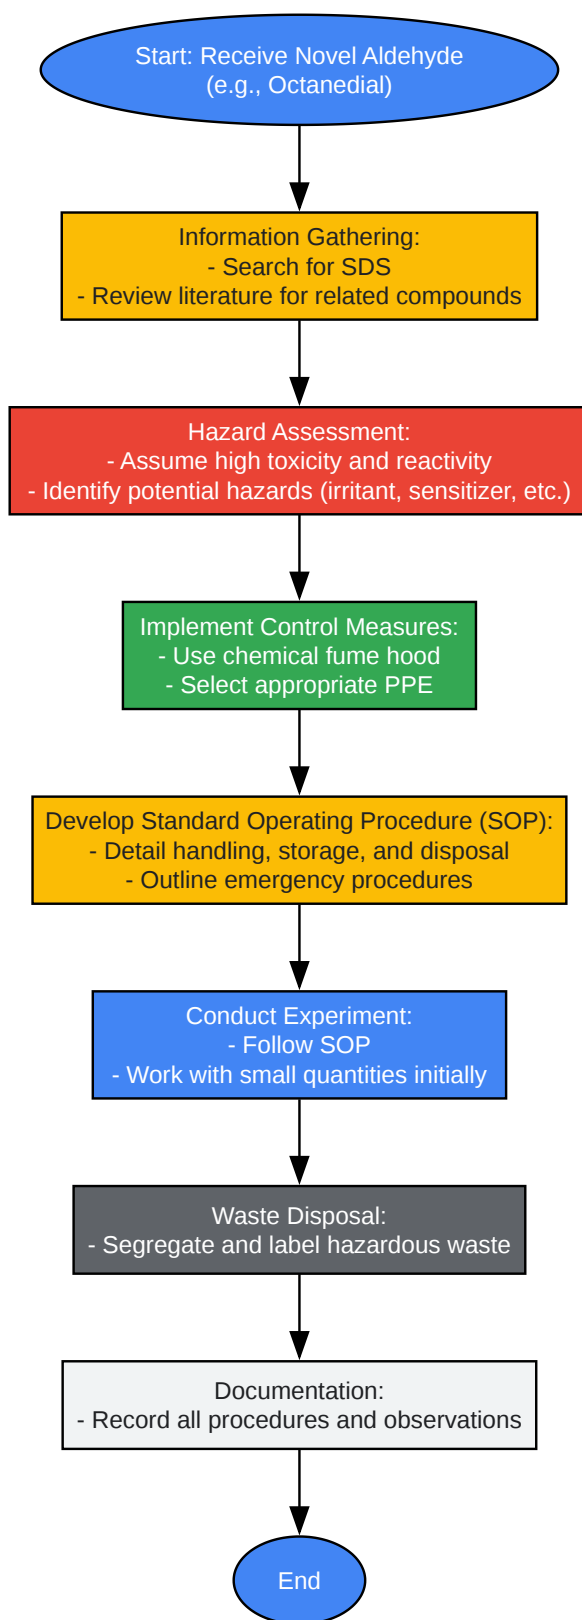 Start: Receive Novel Aldehyde
(e.g., Octanedial)
Information Gathering:
- Search for SDS
- Review literature for related compounds
Hazard Assessment:
- Assume high toxicity and reactivity
- Identify potential hazards (irritant, sensitizer, etc.)
Implement Control Measures:
- Use chemical fume hood
- Select appropriate PPE
Develop Standard Operating Procedure (SOP):
- Detail handling, storage, and disposal
- Outline emergency procedures
Conduct Experiment:
- Follow SOP
- Work with small quantities initially
Waste Disposal:
- Segregate and label hazardous waste
Documentation:
- Record all procedures and observations
End